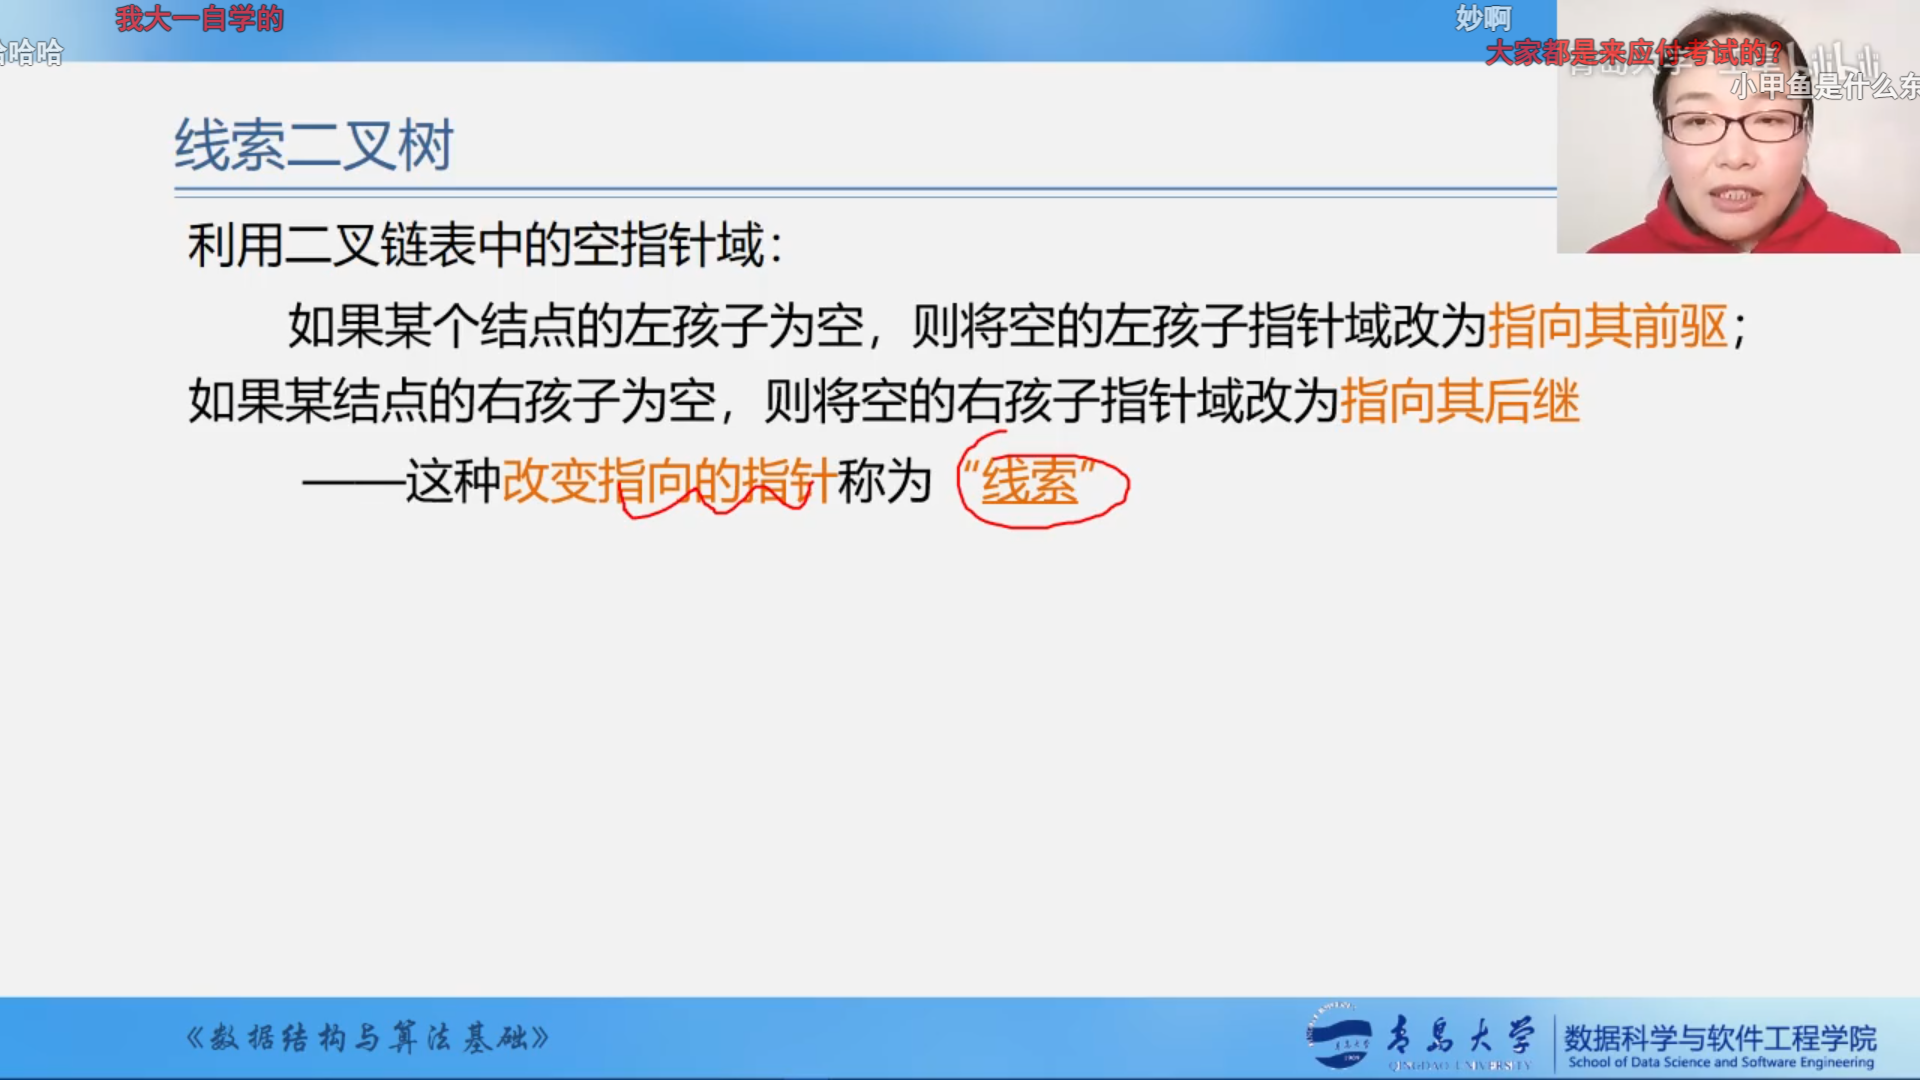 我大一自学的
妙啊
哈哈
大家都是来应付考试的?
小甲鱼是什么东
bilibili
线索二叉树
利用二叉链表中的空指针域：
如果某个结点的左孩子为空，则将空的左孩子指针域改为指向其前驱；
如果某结点的右孩子为空，则将空的右孩子指针域改为指向其后继
——这种改变指向的指针称为“线索”
《数据结构与算法基础》
青岛大学
QINGDAO UNIVERSITY
数据科学与软件工程学院
School of Data Science and Software Engineering